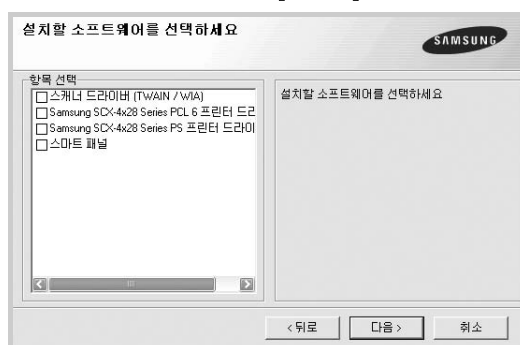 설치할 소프트웨어를 선택하세요
SAMSUNG
항목 선택
스캐너 드라이버 (TWAIN / WIA)
Samsung SCX-4x28 Series PCL 6 프린터 드라
Samsung SCX-4x28 Series PS 프린터 드라이
스마트 패널
설치할 소프트웨어를 선택하세요
< 뒤로
다음 >
취소